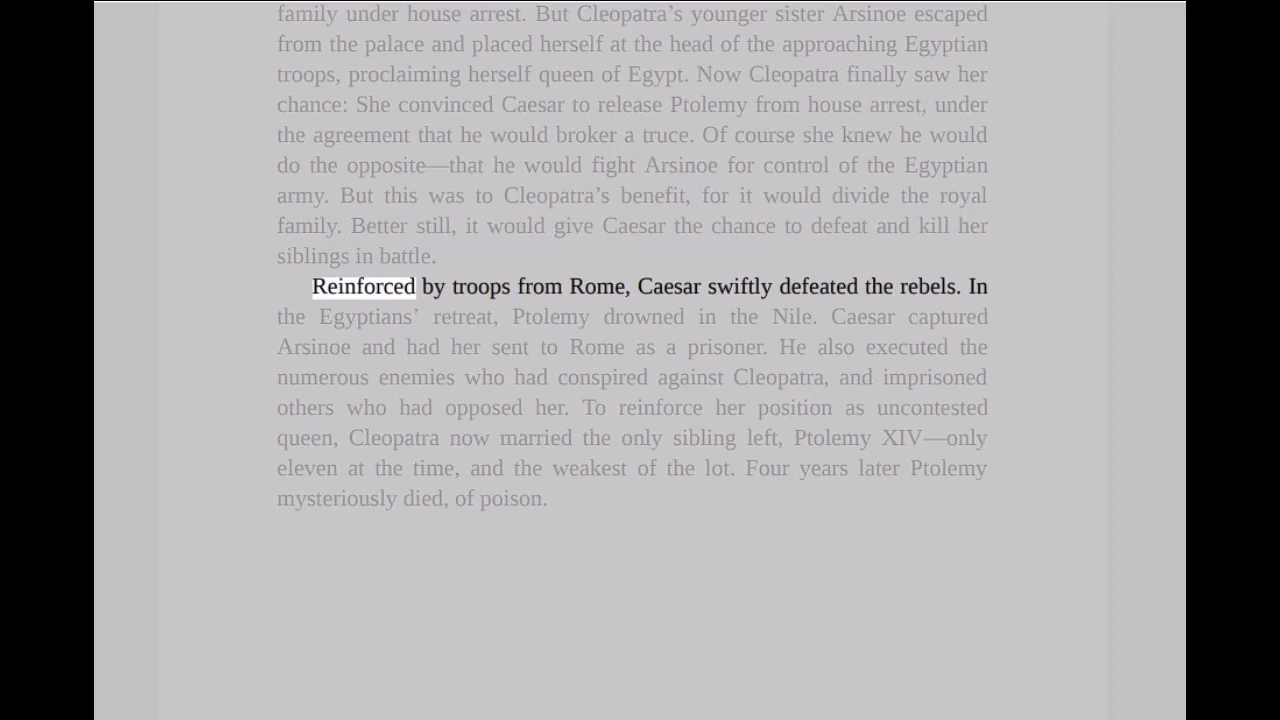 family under house arrest. But Cleopatra’s younger sister Arsinoe escaped
from the palace and placed herself at the head of the approaching Egyptian
troops, proclaiming herself queen of Egypt. Now Cleopatra finally saw her
chance: She convinced Caesar to release Ptolemy from house arrest, under
the agreement that he would broker a truce. Of course she knew he would
do the opposite—that he would fight Arsinoe for control of the Egyptian
army. But this was to Cleopatra’s benefit, for it would divide the royal
family. Better still, it would give Caesar the chance to defeat and kill her
siblings in battle.
Reinforced by troops from Rome, Caesar swiftly defeated the rebels. In
the Egyptians’ retreat, Ptolemy drowned in the Nile. Caesar captured
Arsinoe and had her sent to Rome as a prisoner. He also executed the
numerous enemies who had conspired against Cleopatra, and imprisoned
others who had opposed her. To reinforce her position as uncontested
queen, Cleopatra now married the only sibling left, Ptolemy XIV—only
eleven at the time, and the weakest of the lot. Four years later Ptolemy
mysteriously died, of poison.